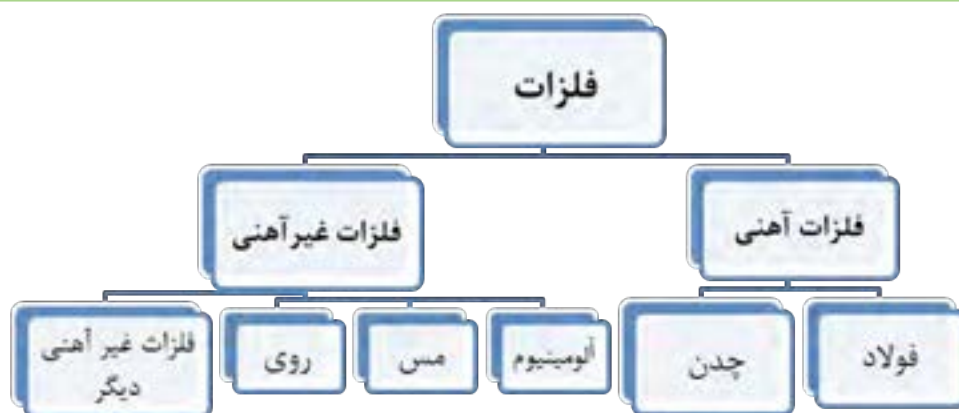 فلزات
فلزات آهنی
فلزات غیرآهنی
فولاد
چدن
آلومینیوم
مس
روی
فلزات غیر آهنی
دیگر